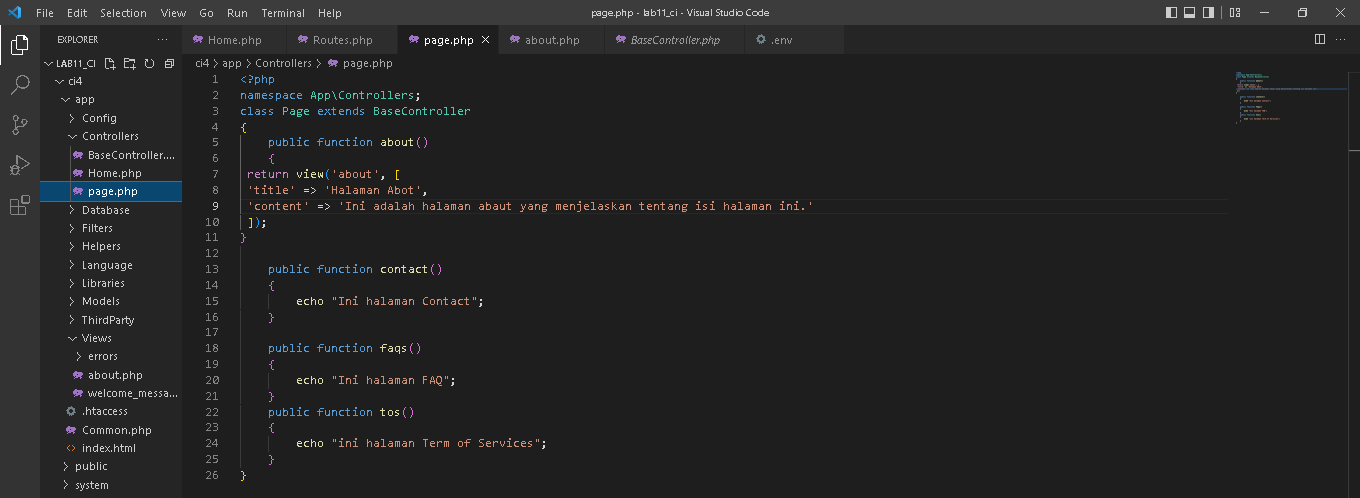 File Edit Selection View Go Run Terminal Help page.php - lab11_ci - Visual Studio Code
EXPLORER ··· Home.php Routes.php page.php about.php BaseController.php .env ···
LAB11_CI
ci4
app
Config
Controllers
BaseController....
Home.php
page.php
Database
Filters
Helpers
Language
Libraries
Models
ThirdParty
Views
errors
about.php
welcome_messa...
.htaccess
Common.php
index.html
public
system
ci4 > app > Controllers > page.php
1 <?php
2 namespace App\Controllers;
3 class Page extends BaseController
4 {
5 public function about()
6 {
7 return view('about', [
8 'title' => 'Halaman Abot',
9 'content' => 'Ini adalah halaman abaut yang menjelaskan tentang isi halaman ini.'
10 ]);
11 }
12
13 public function contact()
14 {
15 echo "Ini halaman Contact";
16 }
17
18 public function faqs()
19 {
20 echo "Ini halaman FAQ";
21 }
22 public function tos()
23 {
24 echo "ini halaman Term of Services";
25 }
26 }